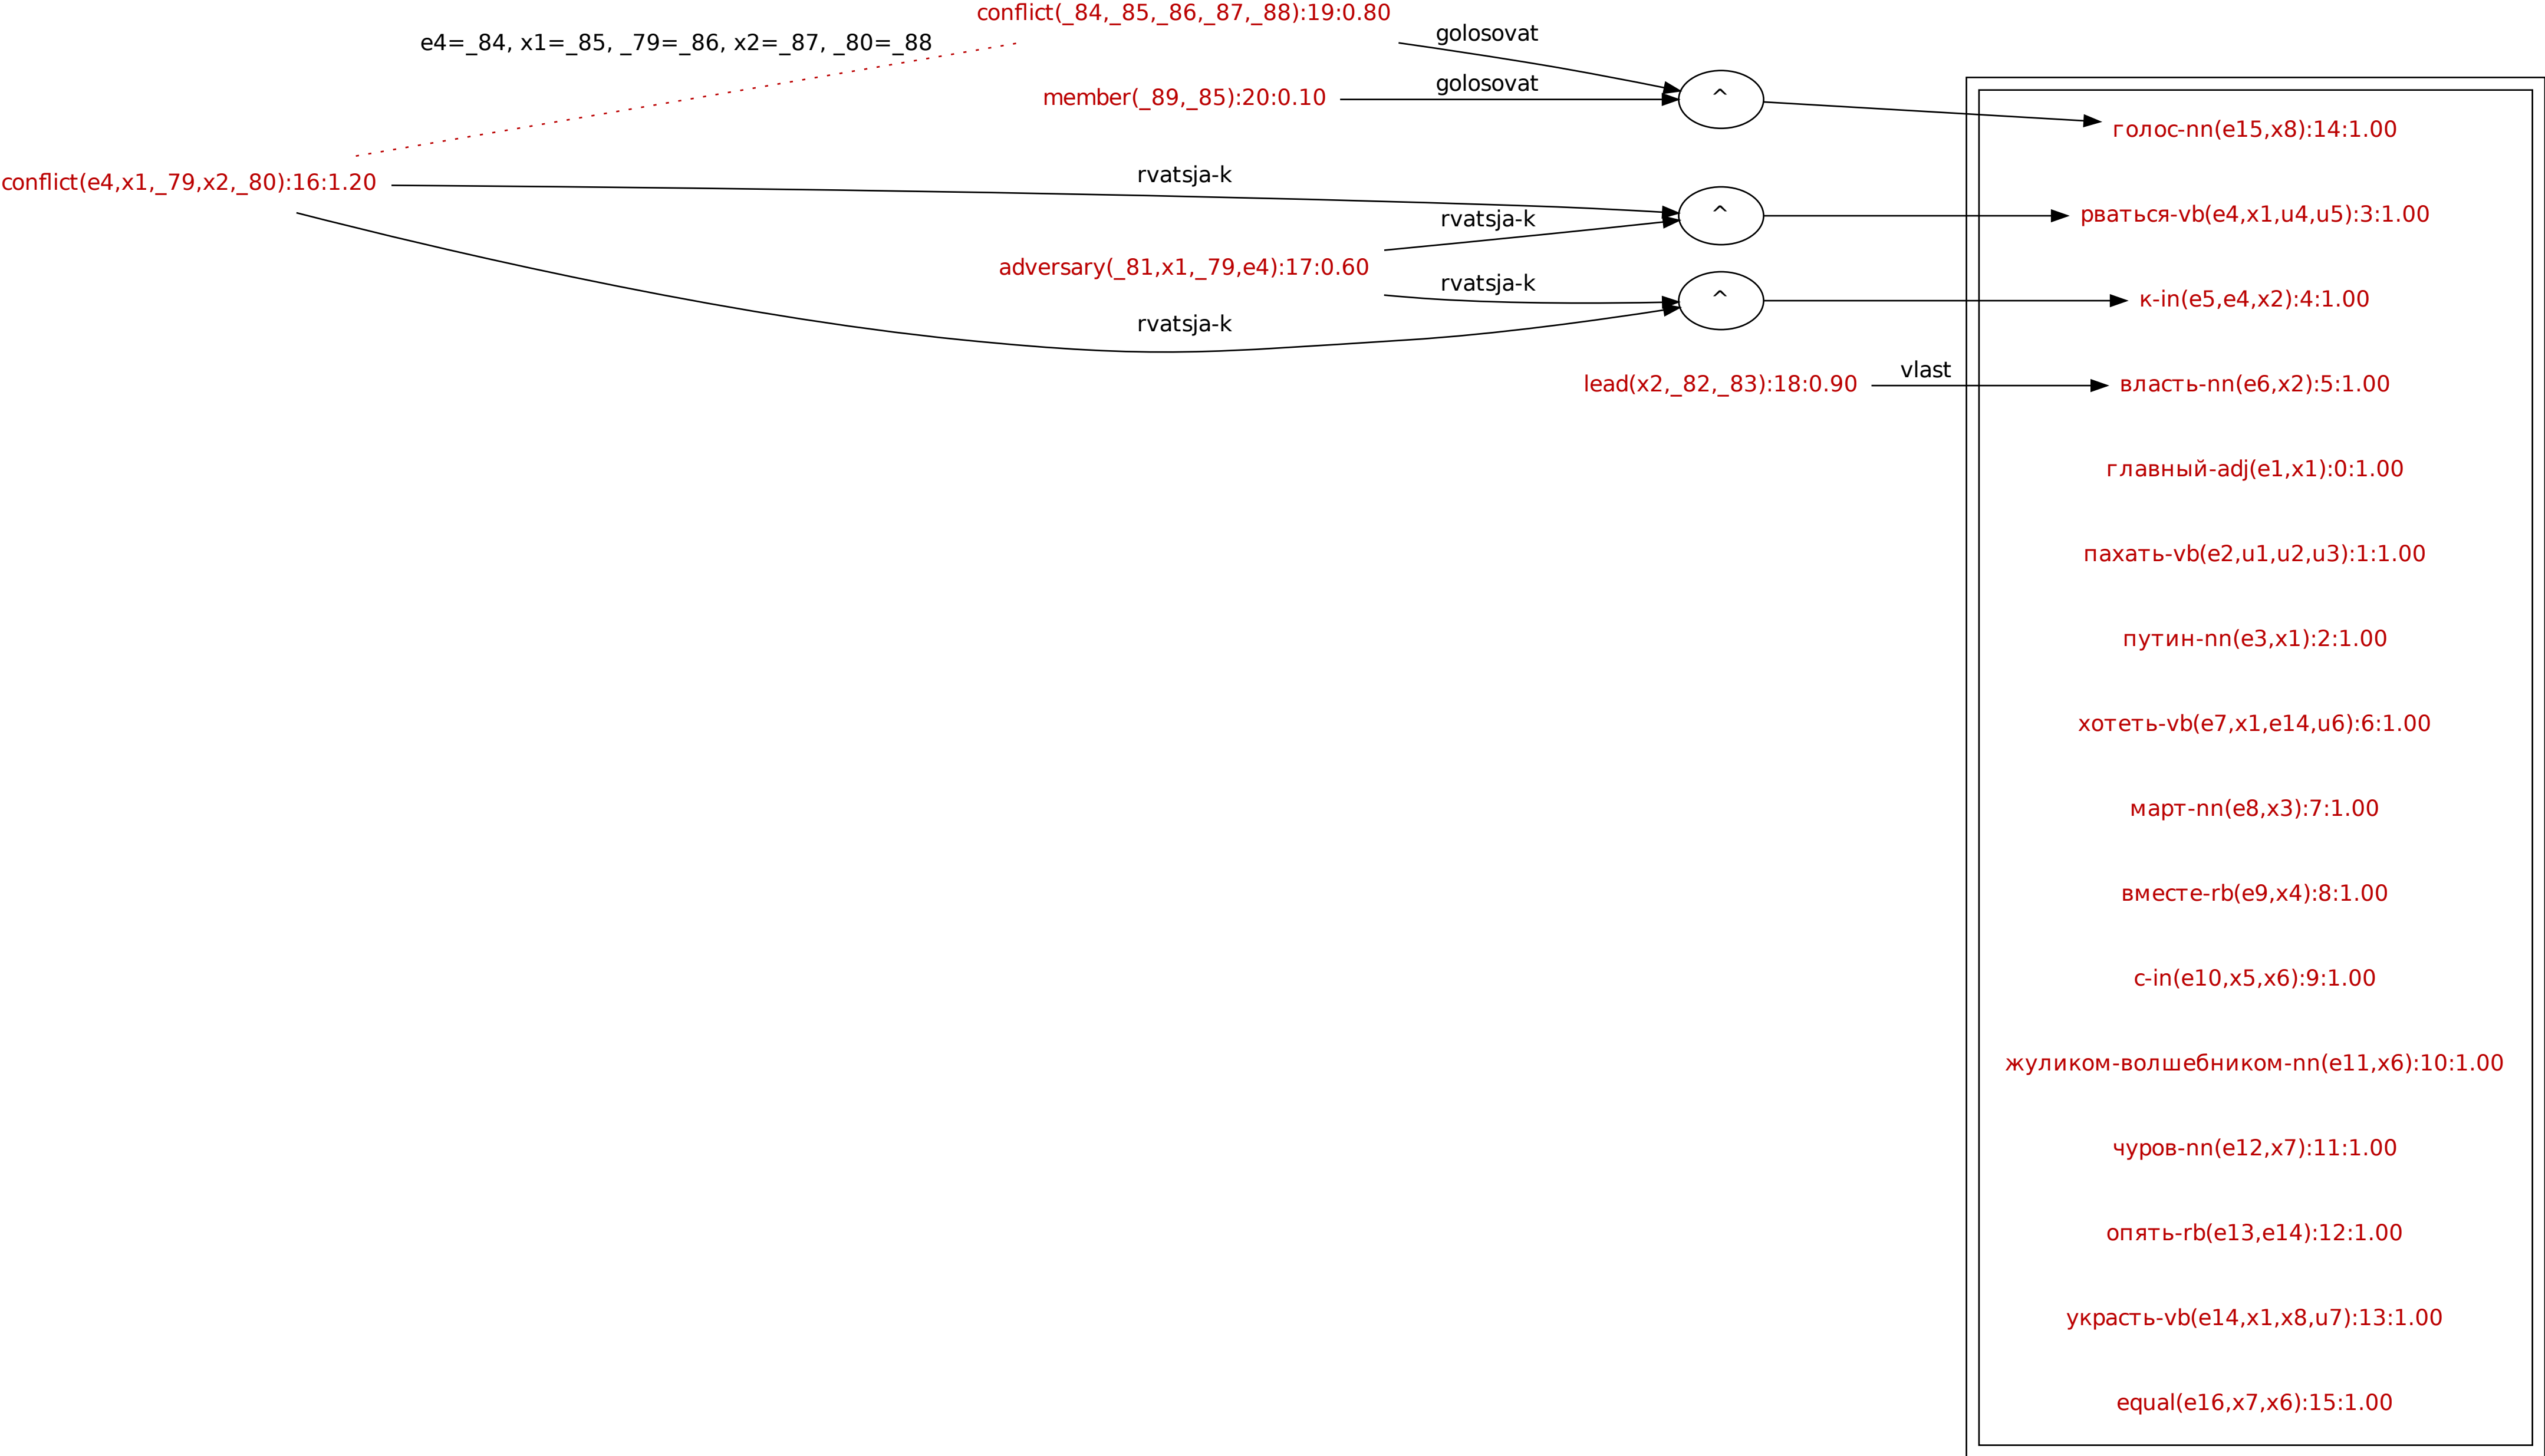 conflict(_84,_85,_86,_87,_88):19:0.80
e4=_84, x1=_85, _79=_86, x2=_87, _80=_88
golosovat
member(_89,_85):20:0.10
golosovat
^
голос-nn(e15,x8):14:1.00
conflict(e4,x1,_79,x2,_80):16:1.20
rvatsja-k
^
рваться-vb(e4,x1,u4,u5):3:1.00
rvatsja-k
adversary(_81,x1,_79,e4):17:0.60
rvatsja-k
^
к-in(e5,e4,x2):4:1.00
rvatsja-k
lead(x2,_82,_83):18:0.90
vlast
власть-nn(e6,x2):5:1.00
главный-adj(e1,x1):0:1.00
пахать-vb(e2,u1,u2,u3):1:1.00
путин-nn(e3,x1):2:1.00
хотеть-vb(e7,x1,e14,u6):6:1.00
март-nn(e8,x3):7:1.00
вместе-rb(e9,x4):8:1.00
с-in(e10,x5,x6):9:1.00
жуликом-волшебником-nn(e11,x6):10:1.00
чуров-nn(e12,x7):11:1.00
опять-rb(e13,e14):12:1.00
украсть-vb(e14,x1,x8,u7):13:1.00
equal(e16,x7,x6):15:1.00